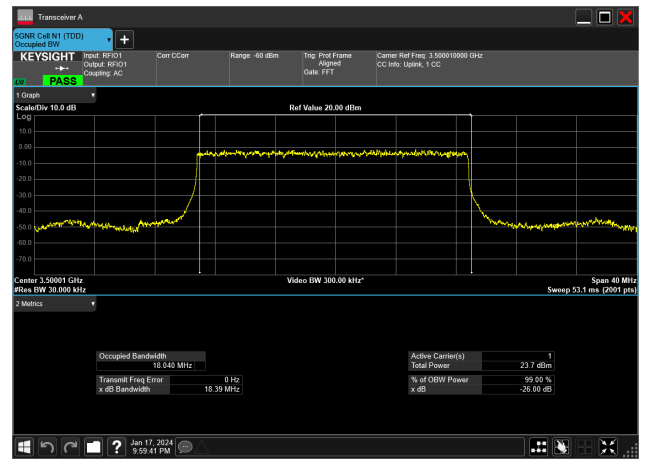 Transceiver A
5GNR Cell N1 (TDD)
Occupied BW
KEYSIGHT
LW PASS
Input: RFIO1
Output: RFIO1
Coupling: AC
Corr CCorr
Range: -60 dBm
Trig: Prot Frame
Aligned
Gate: FFT
Carrier Ref Freq: 3.500010000 GHz
CC Info: Uplink, 1 CC
1 Graph
Scale/Div 10.0 dB
Ref Value 20.00 dBm
Log
10.0
0.00
-10.0
-20.0
-30.0
-40.0
-50.0
-60.0
-70.0
Center 3.50001 GHz
Video BW 300.00 kHz*
Span 40 MHz
#Res BW 30.000 kHz
Sweep 53.1 ms (2001 pts)
2 Metrics
Occupied Bandwidth
18.040 MHz
Transmit Freq Error 0 Hz
x dB Bandwidth 18.39 MHz
Active Carrier(s) 1
Total Power 23.7 dBm
% of OBW Power 99.00 %
x dB -26.00 dB
Jan 17, 2024
9:59:41 PM